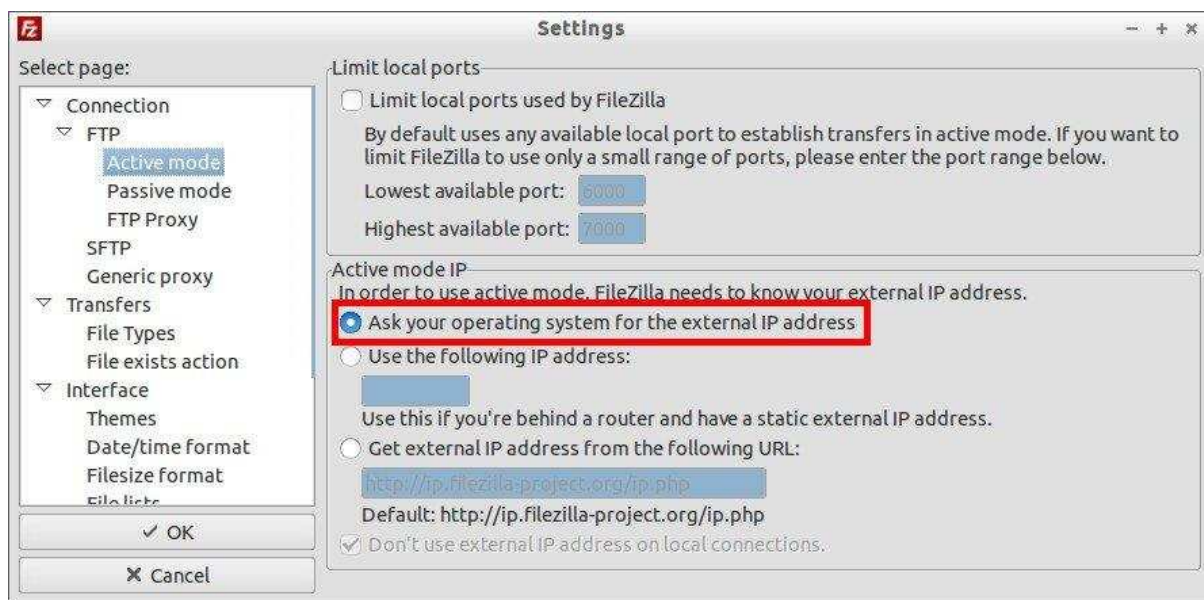 Fz
Settings
Select page:
Connection
FTP
Active mode
Passive mode
FTP Proxy
SFTP
Generic proxy
Transfers
File Types
File exists action
Interface
Themes
Date/time format
Filesize format
File lists
OK
Cancel
Limit local ports
Limit local ports used by FileZilla
By default uses any available local port to establish transfers in active mode. If you want to
limit FileZilla to use only a small range of ports, please enter the port range below.
Lowest available port: 6000
Highest available port: 7000
Active mode IP
In order to use active mode, FileZilla needs to know your external IP address.
Ask your operating system for the external IP address
Use the following IP address:
Use this if you're behind a router and have a static external IP address.
Get external IP address from the following URL:
http://ip.filezilla-project.org/ip.php
Default: http://ip.filezilla-project.org/ip.php
Don't use external IP address on local connections.